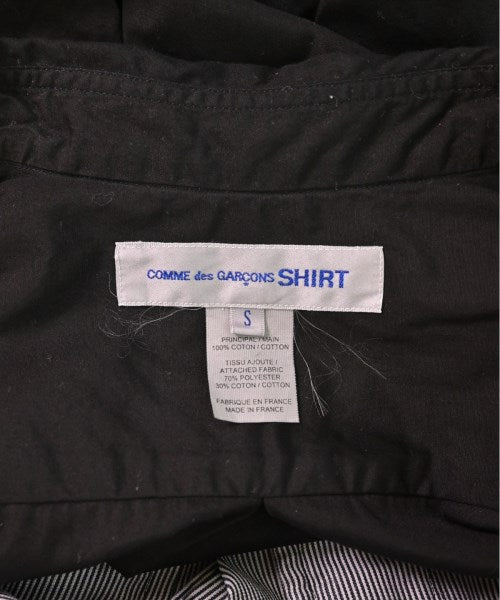 COMME des GARÇONS SHIRT
S
PRINCIPAL / MAIN
100% COTON / COTTON
TISSU AJOUTE /
ATTACHED FABRIC
70% POLYESTER
30% COTON / COTTON
FABRIQUE EN FRANCE
MADE IN FRANCE